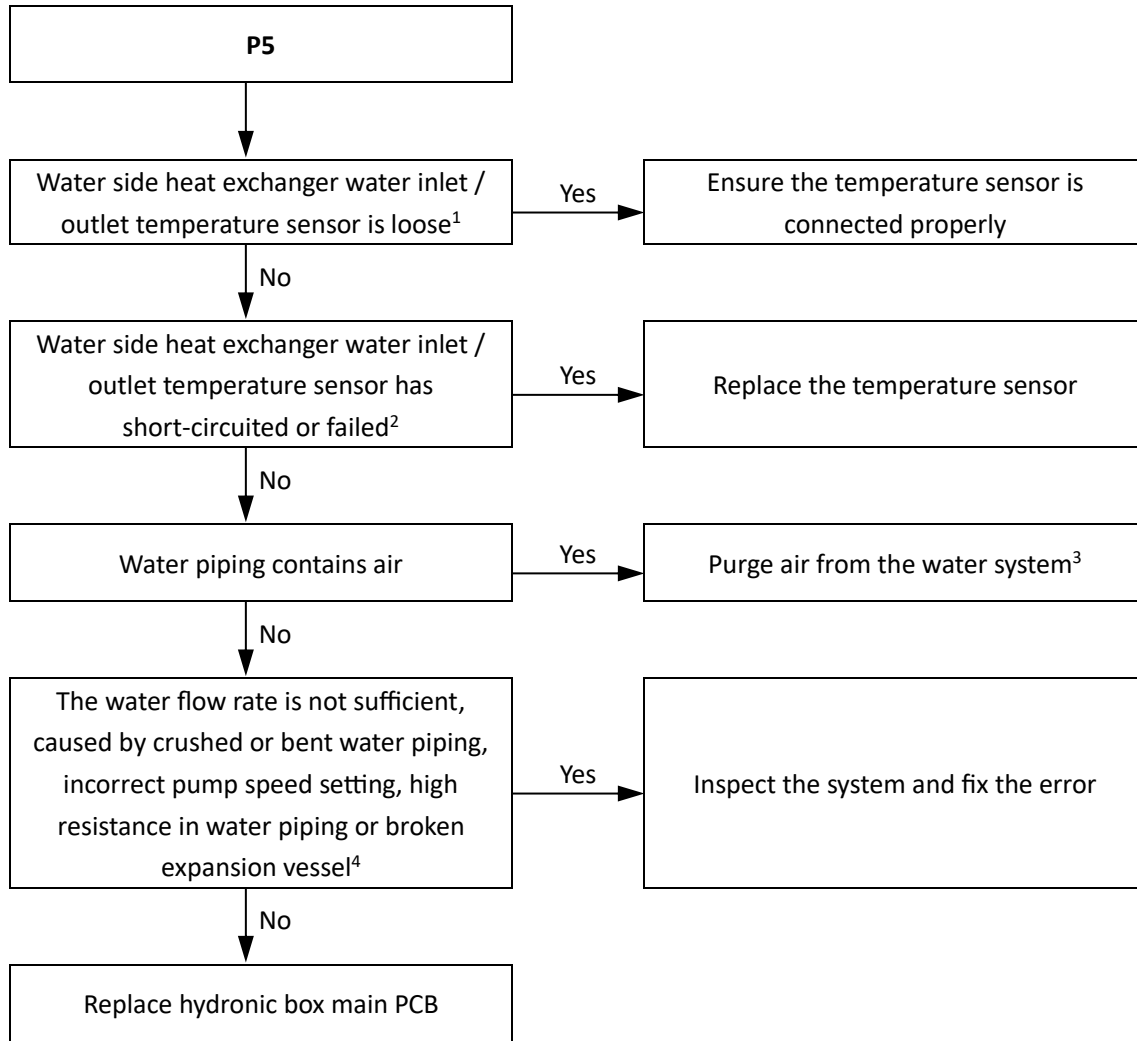 P5
Water side heat exchanger water inlet /
outlet temperature sensor is loose¹
Yes
Ensure the temperature sensor is
connected properly
No
Water side heat exchanger water inlet /
outlet temperature sensor has
short-circuited or failed²
Yes
Replace the temperature sensor
No
Water piping contains air
Yes
Purge air from the water system³
No
The water flow rate is not sufficient,
caused by crushed or bent water piping,
incorrect pump speed setting, high
resistance in water piping or broken
expansion vessel⁴
Yes
Inspect the system and fix the error
No
Replace hydronic box main PCB